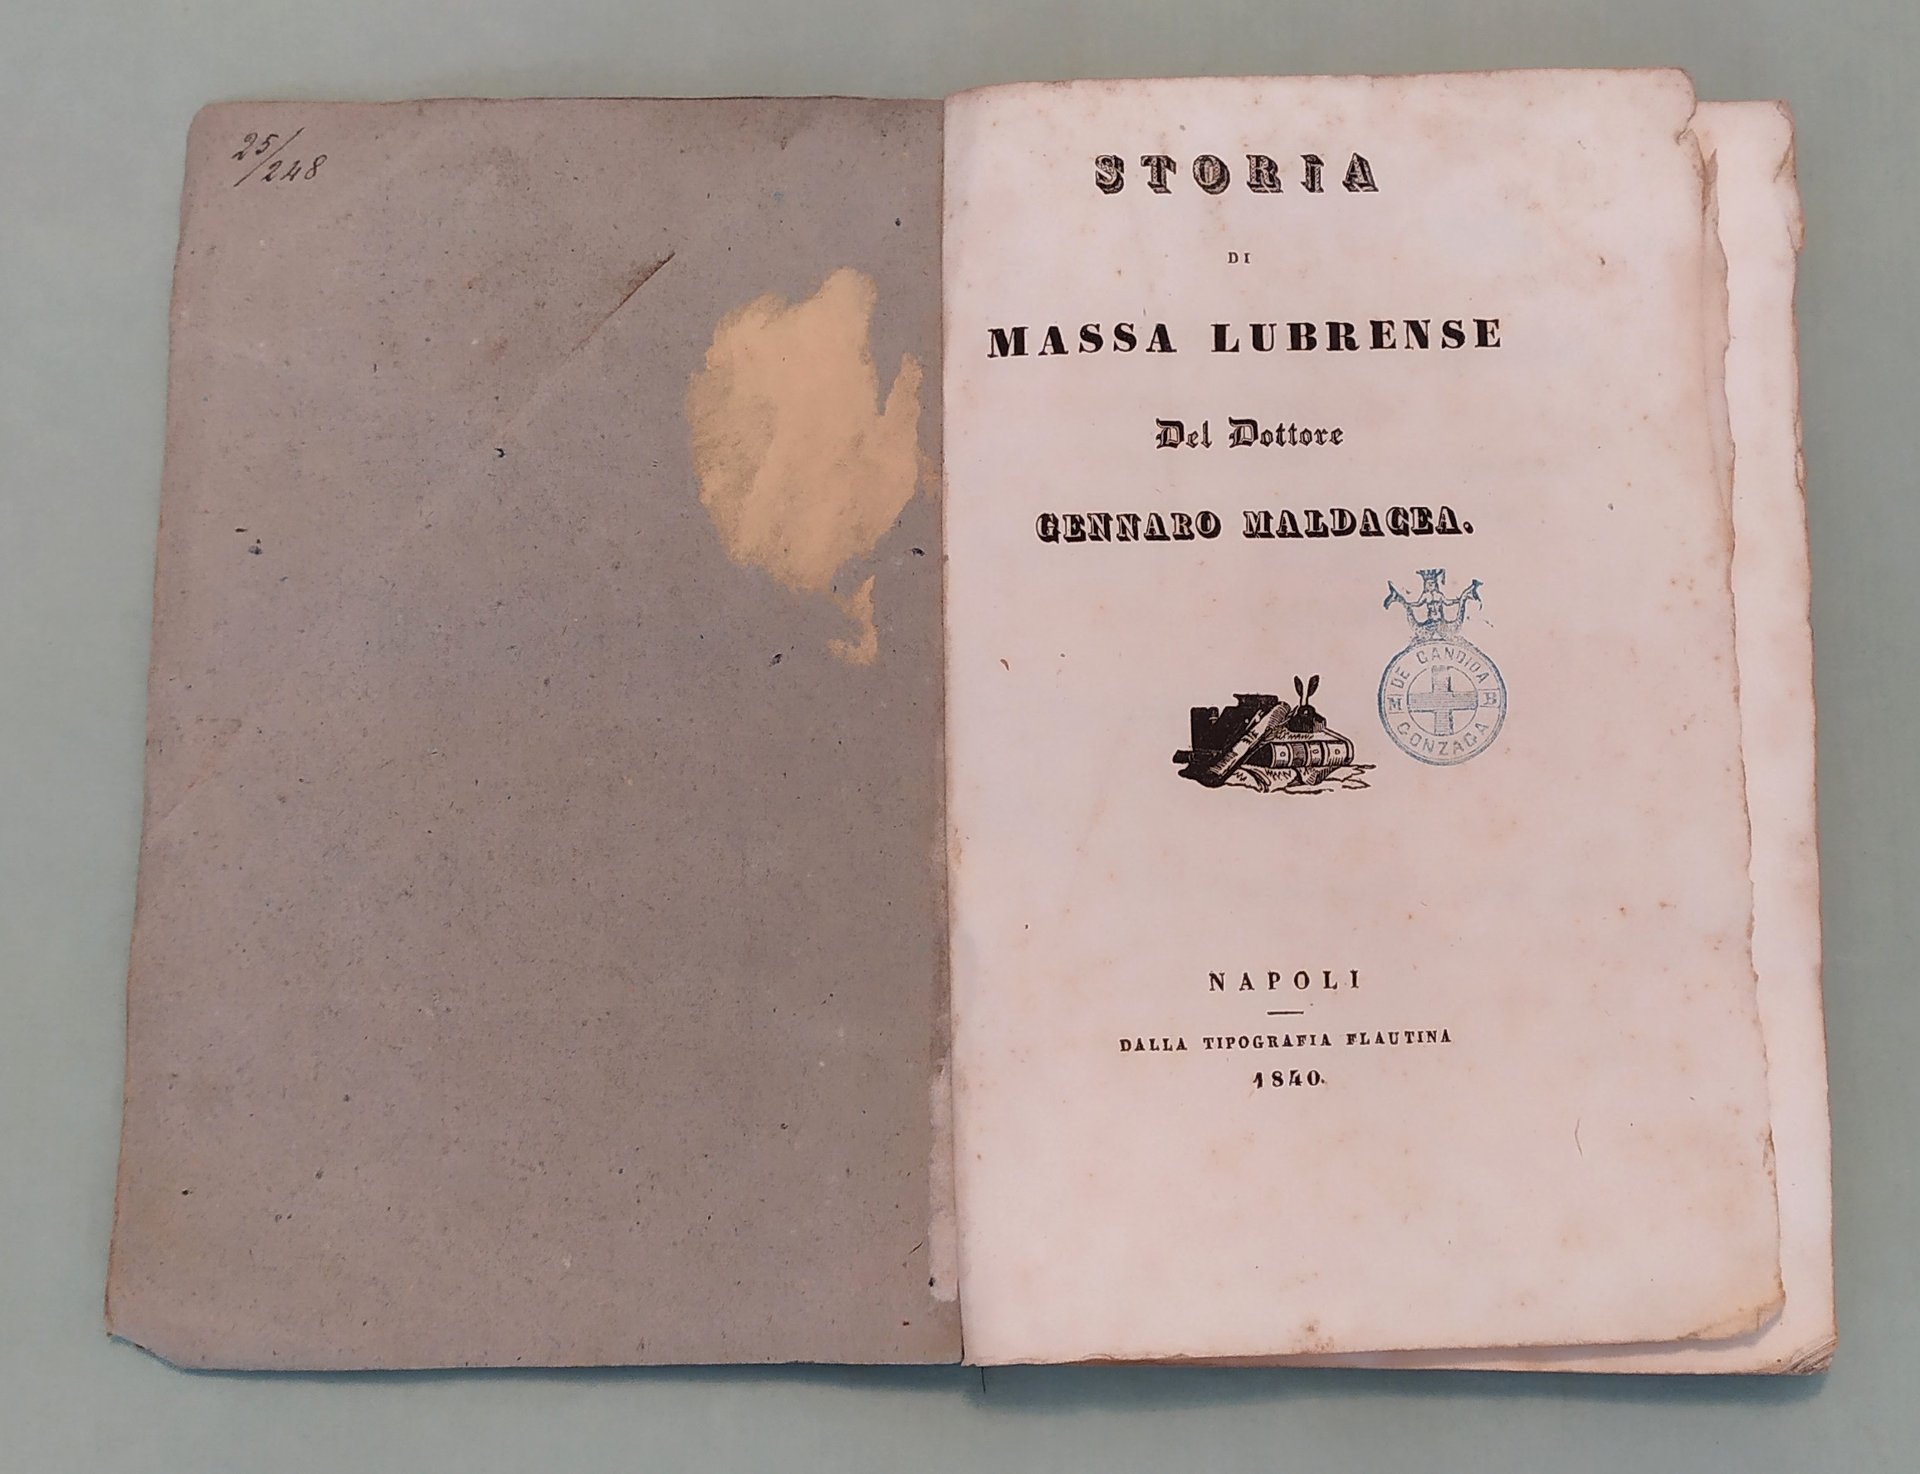 25/248
STORIA
DI
MASSA LUBRENSE
Del Dottore
GENNARO MALDACEA.
DE CANDIDA
M B
GONZAGA
NAPOLI
DALLA TIPOGRAFIA FLAUTINA
1840.